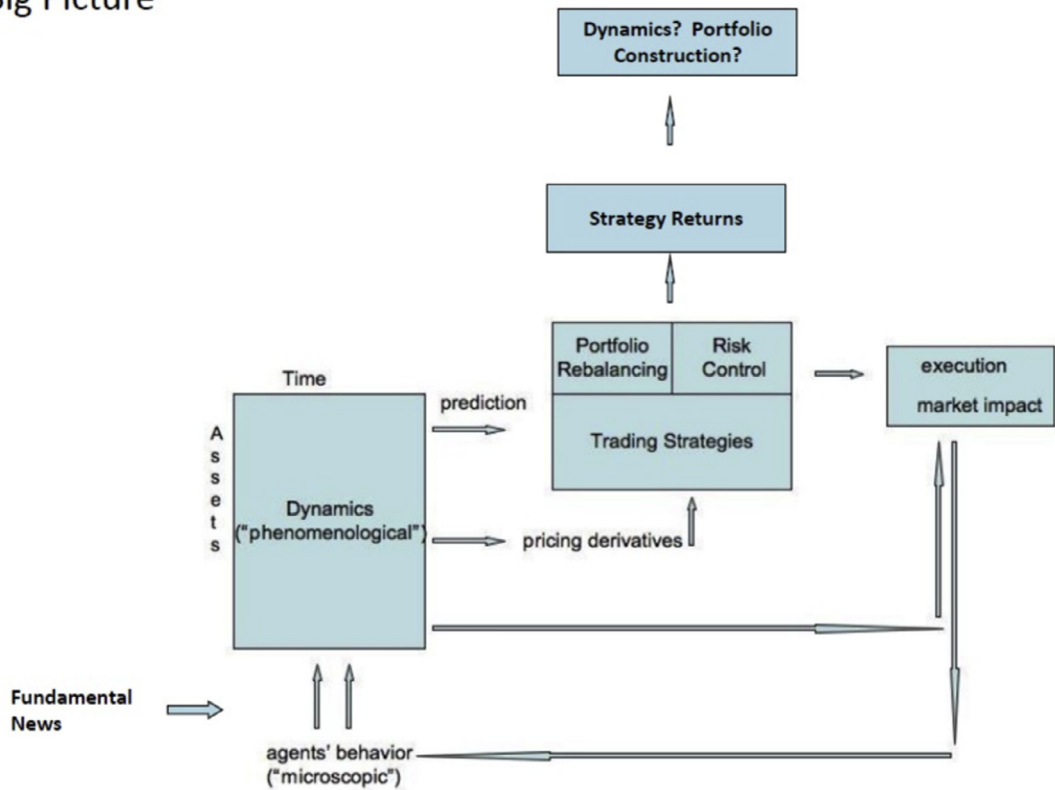 Big Picture
Dynamics? Portfolio
Construction?
Strategy Returns
Portfolio
Rebalancing
Risk
Control
Trading Strategies
execution
market impact
Time
Assets
prediction
Dynamics
("phenomenological")
pricing derivatives
Fundamental
News
agents' behavior
("microscopic")